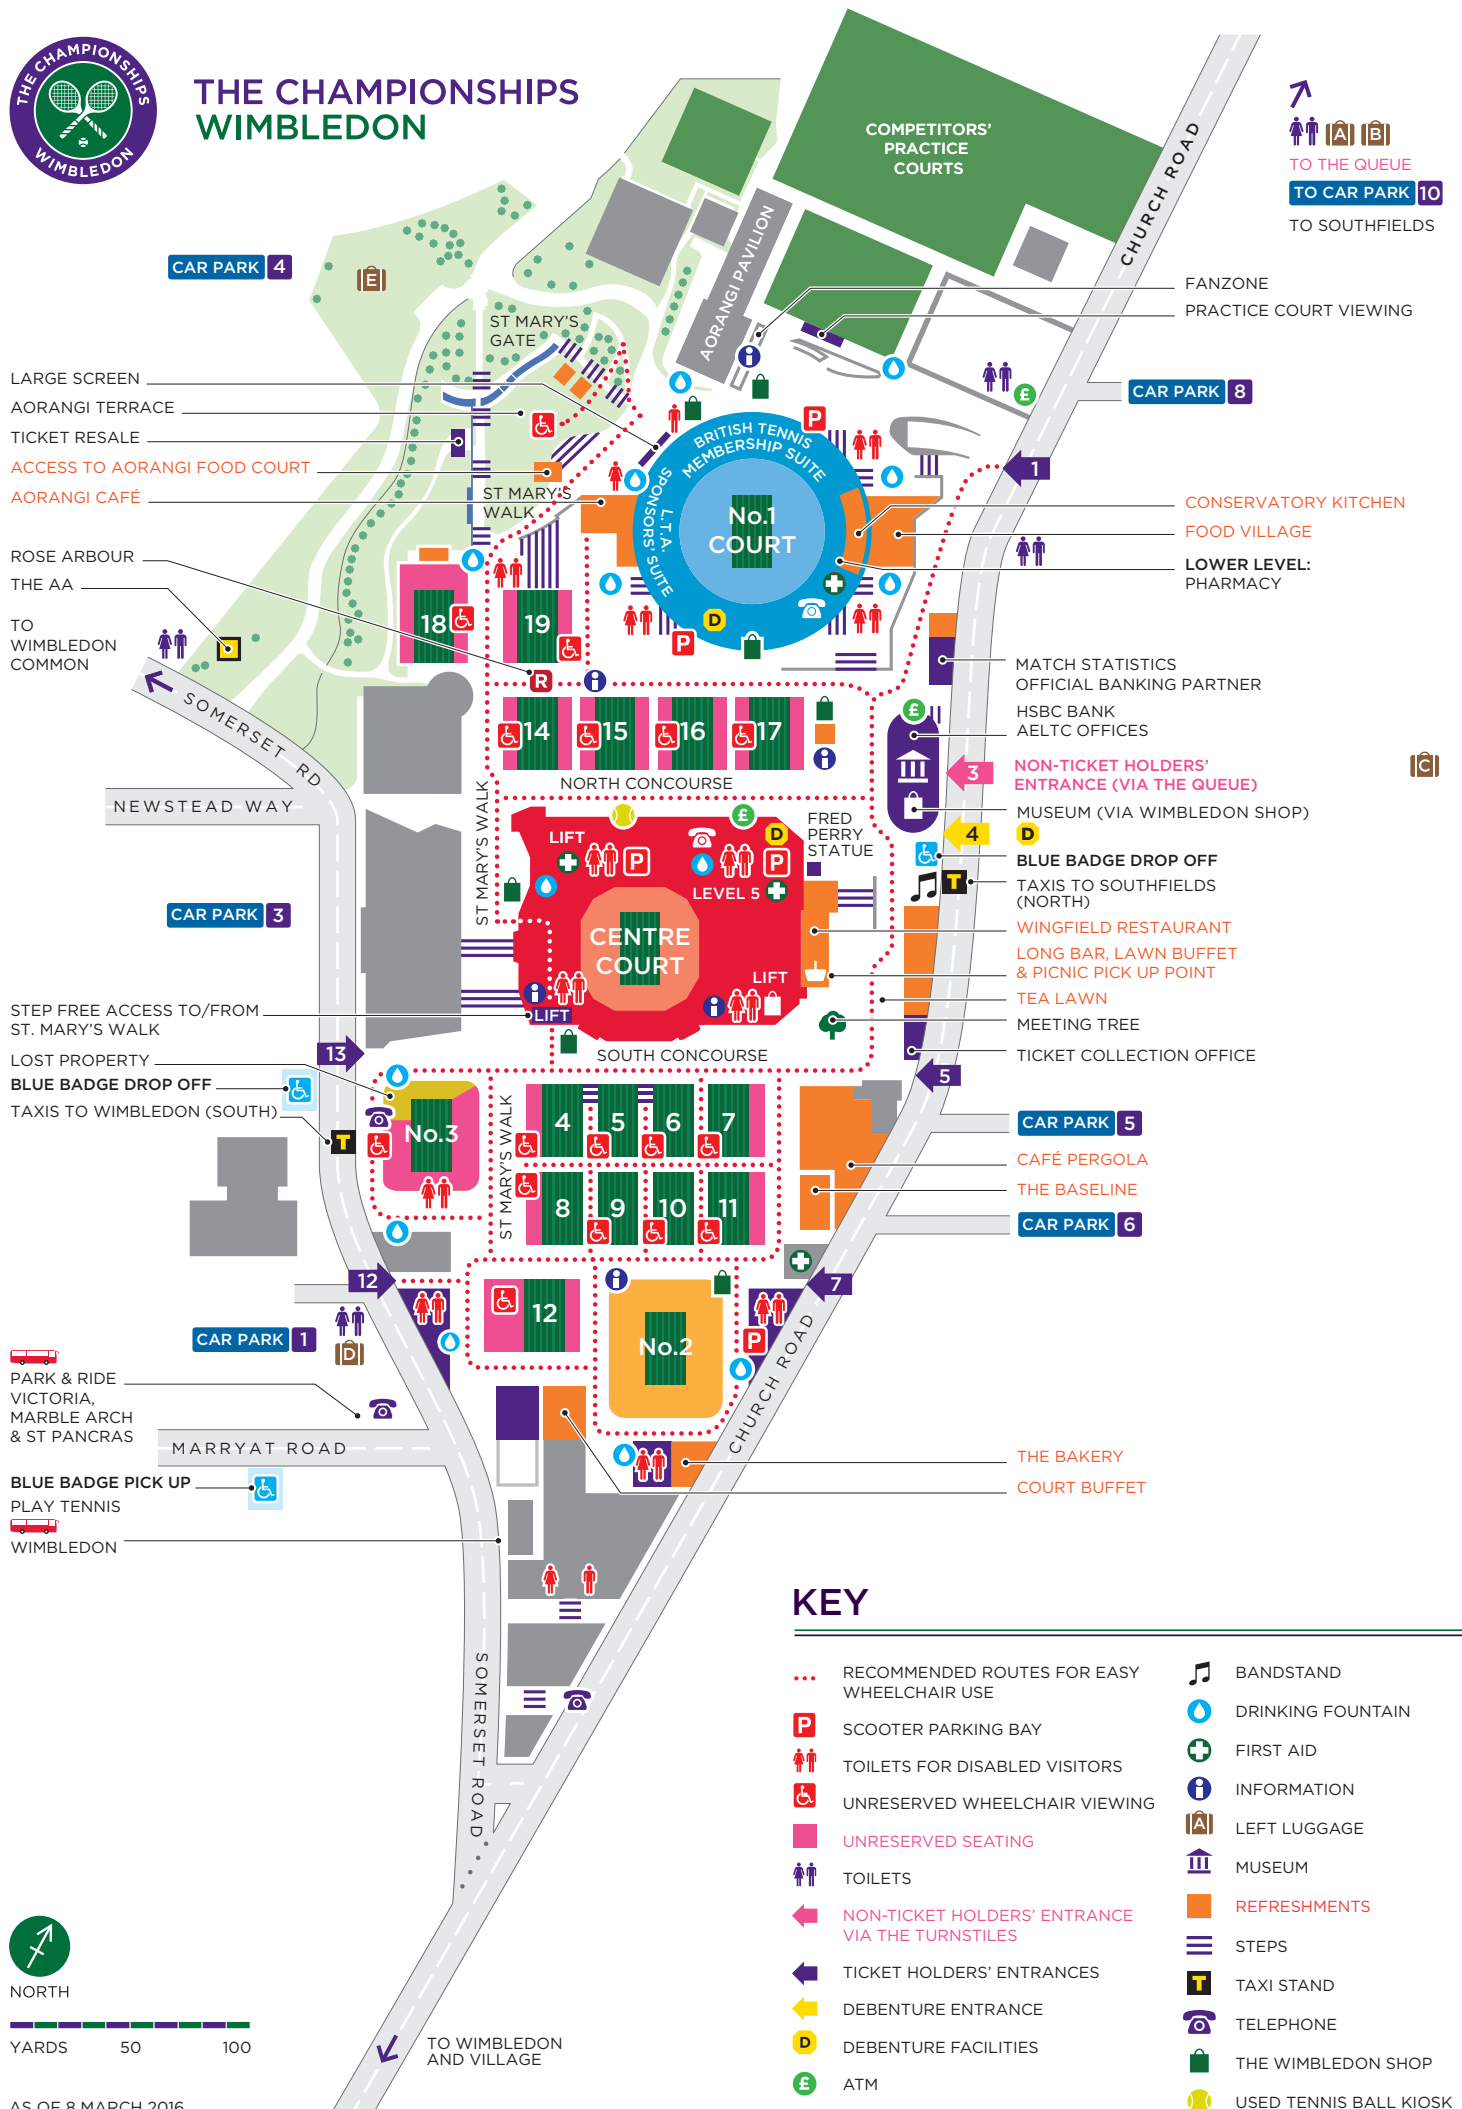 THE CHAMPIONSHIPS
WIMBLEDON
THE CHAMPIONSHIPS
WIMBLEDON
COMPETITORS'
PRACTICE
COURTS
CHURCH ROAD
A B
TO THE QUEUE
TO CAR PARK 10
TO SOUTHFIELDS
CAR PARK 4
E
AORANGI PAVILION
FANZONE
PRACTICE COURT VIEWING
ST MARY'S
GATE
LARGE SCREEN
AORANGI TERRACE
TICKET RESALE
ACCESS TO AORANGI FOOD COURT
AORANGI CAFÉ
£
CAR PARK 8
P
BRITISH TENNIS
MEMBERSHIP SUITE
1
ST MARY'S
WALK
L.T.A.
SPONSORS' SUITE
No.1
COURT
CONSERVATORY KITCHEN
FOOD VILLAGE
LOWER LEVEL:
PHARMACY
ROSE ARBOUR
THE AA
TO
WIMBLEDON
COMMON
18
19
P
D
R
MATCH STATISTICS
OFFICIAL BANKING PARTNER
HSBC BANK
AELTC OFFICES
SOMERSET RD
14
15
16
17
£
3
NON-TICKET HOLDERS'
ENTRANCE (VIA THE QUEUE)
C
NORTH CONCOURSE
NEWSTEAD WAY
ST MARY'S WALK
MUSEUM (VIA WIMBLEDON SHOP)
4
D
£
D
LIFT
P
P
LEVEL 5
FRED
PERRY
STATUE
BLUE BADGE DROP OFF
T
TAXIS TO SOUTHFIELDS
(NORTH)
CAR PARK 3
CENTRE
COURT
WINGFIELD RESTAURANT
LONG BAR, LAWN BUFFET
& PICNIC PICK UP POINT
TEA LAWN
MEETING TREE
TICKET COLLECTION OFFICE
LIFT
LIFT
STEP FREE ACCESS TO/FROM
ST. MARY'S WALK
SOUTH CONCOURSE
13
LOST PROPERTY
BLUE BADGE DROP OFF
TAXIS TO WIMBLEDON (SOUTH)
T
5
No.3
ST MARY'S WALK
4
5
6
7
CAR PARK 5
CAFÉ PERGOLA
THE BASELINE
CAR PARK 6
8
9
10
11
12
7
12
No.2
P
CAR PARK 1
D
PARK & RIDE
VICTORIA,
MARBLE ARCH
& ST PANCRAS
MARRYAT ROAD
CHURCH ROAD
BLUE BADGE PICK UP
PLAY TENNIS
WIMBLEDON
THE BAKERY
COURT BUFFET
SOMERSET ROAD
KEY
RECOMMENDED ROUTES FOR EASY
WHEELCHAIR USE
P SCOOTER PARKING BAY
TOILETS FOR DISABLED VISITORS
UNRESERVED WHEELCHAIR VIEWING
UNRESERVED SEATING
TOILETS
NON-TICKET HOLDERS' ENTRANCE
VIA THE TURNSTILES
TICKET HOLDERS' ENTRANCES
DEBENTURE ENTRANCE
D DEBENTURE FACILITIES
£ ATM
BANDSTAND
DRINKING FOUNTAIN
FIRST AID
INFORMATION
A LEFT LUGGAGE
MUSEUM
REFRESHMENTS
STEPS
T TAXI STAND
TELEPHONE
THE WIMBLEDON SHOP
USED TENNIS BALL KIOSK
NORTH
YARDS 50 100
TO WIMBLEDON
AND VILLAGE
AS OF 8 MARCH 2016